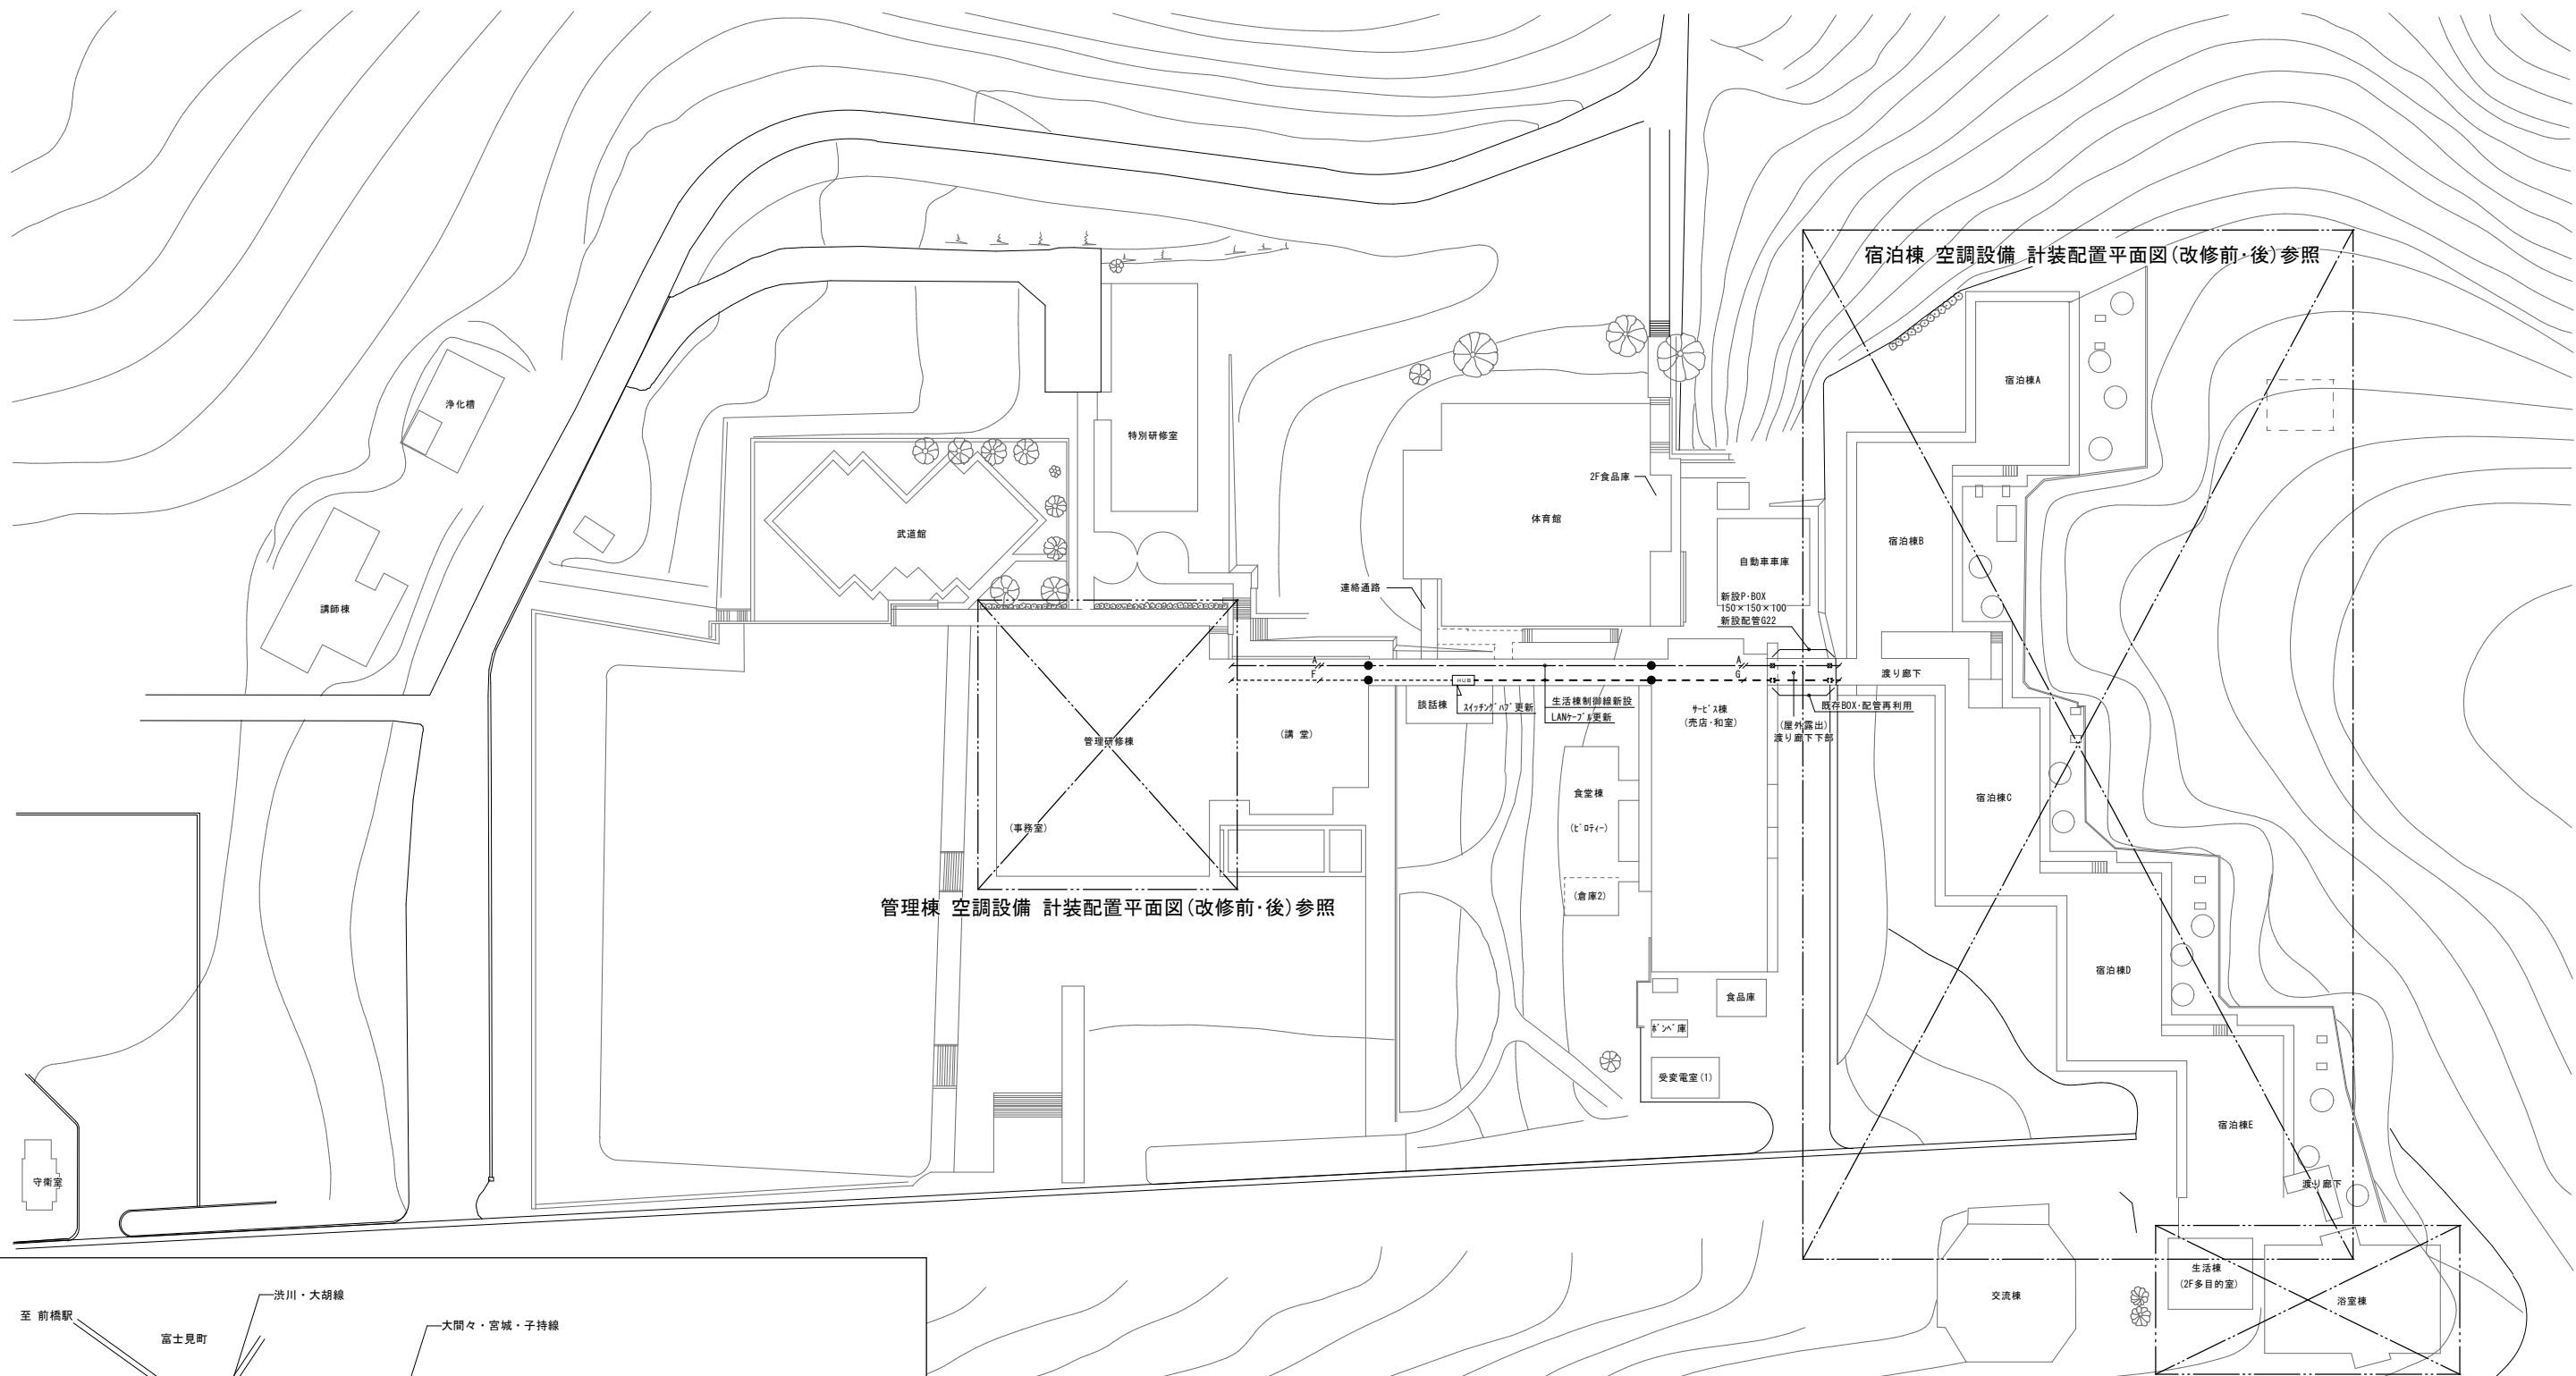 宿泊棟 空調設備 計装配置平面図(改修前・後)参照
宿泊棟A
浄化槽
特別研修室
2F食品庫
体育館
武道館
宿泊棟B
自動車車庫
連絡通路
新設P・BOX
150×150×100
新設配管G22
講師棟
A
F
A
G
HUB
渡り廊下
談話棟
スイッチングハブ更新
生活棟制御線新設
LANケーブル更新
サービス棟
(売店・和室)
既存BOX・配管再利用
(屋外露出)
渡り廊下下部
(講 堂)
管理研修棟
食堂棟
宿泊棟C
(事務室)
(ピロティー)
(倉庫2)
管理棟 空調設備 計装配置平面図(改修前・後)参照
宿泊棟D
食品庫
ボンベ庫
受変電室(1)
宿泊棟E
守衛室
渡り廊下
生活棟
(2F多目的室)
交流棟
浴室棟
渋川・大胡線
至 前橋駅
富士見町
大間々・宮城・子持線